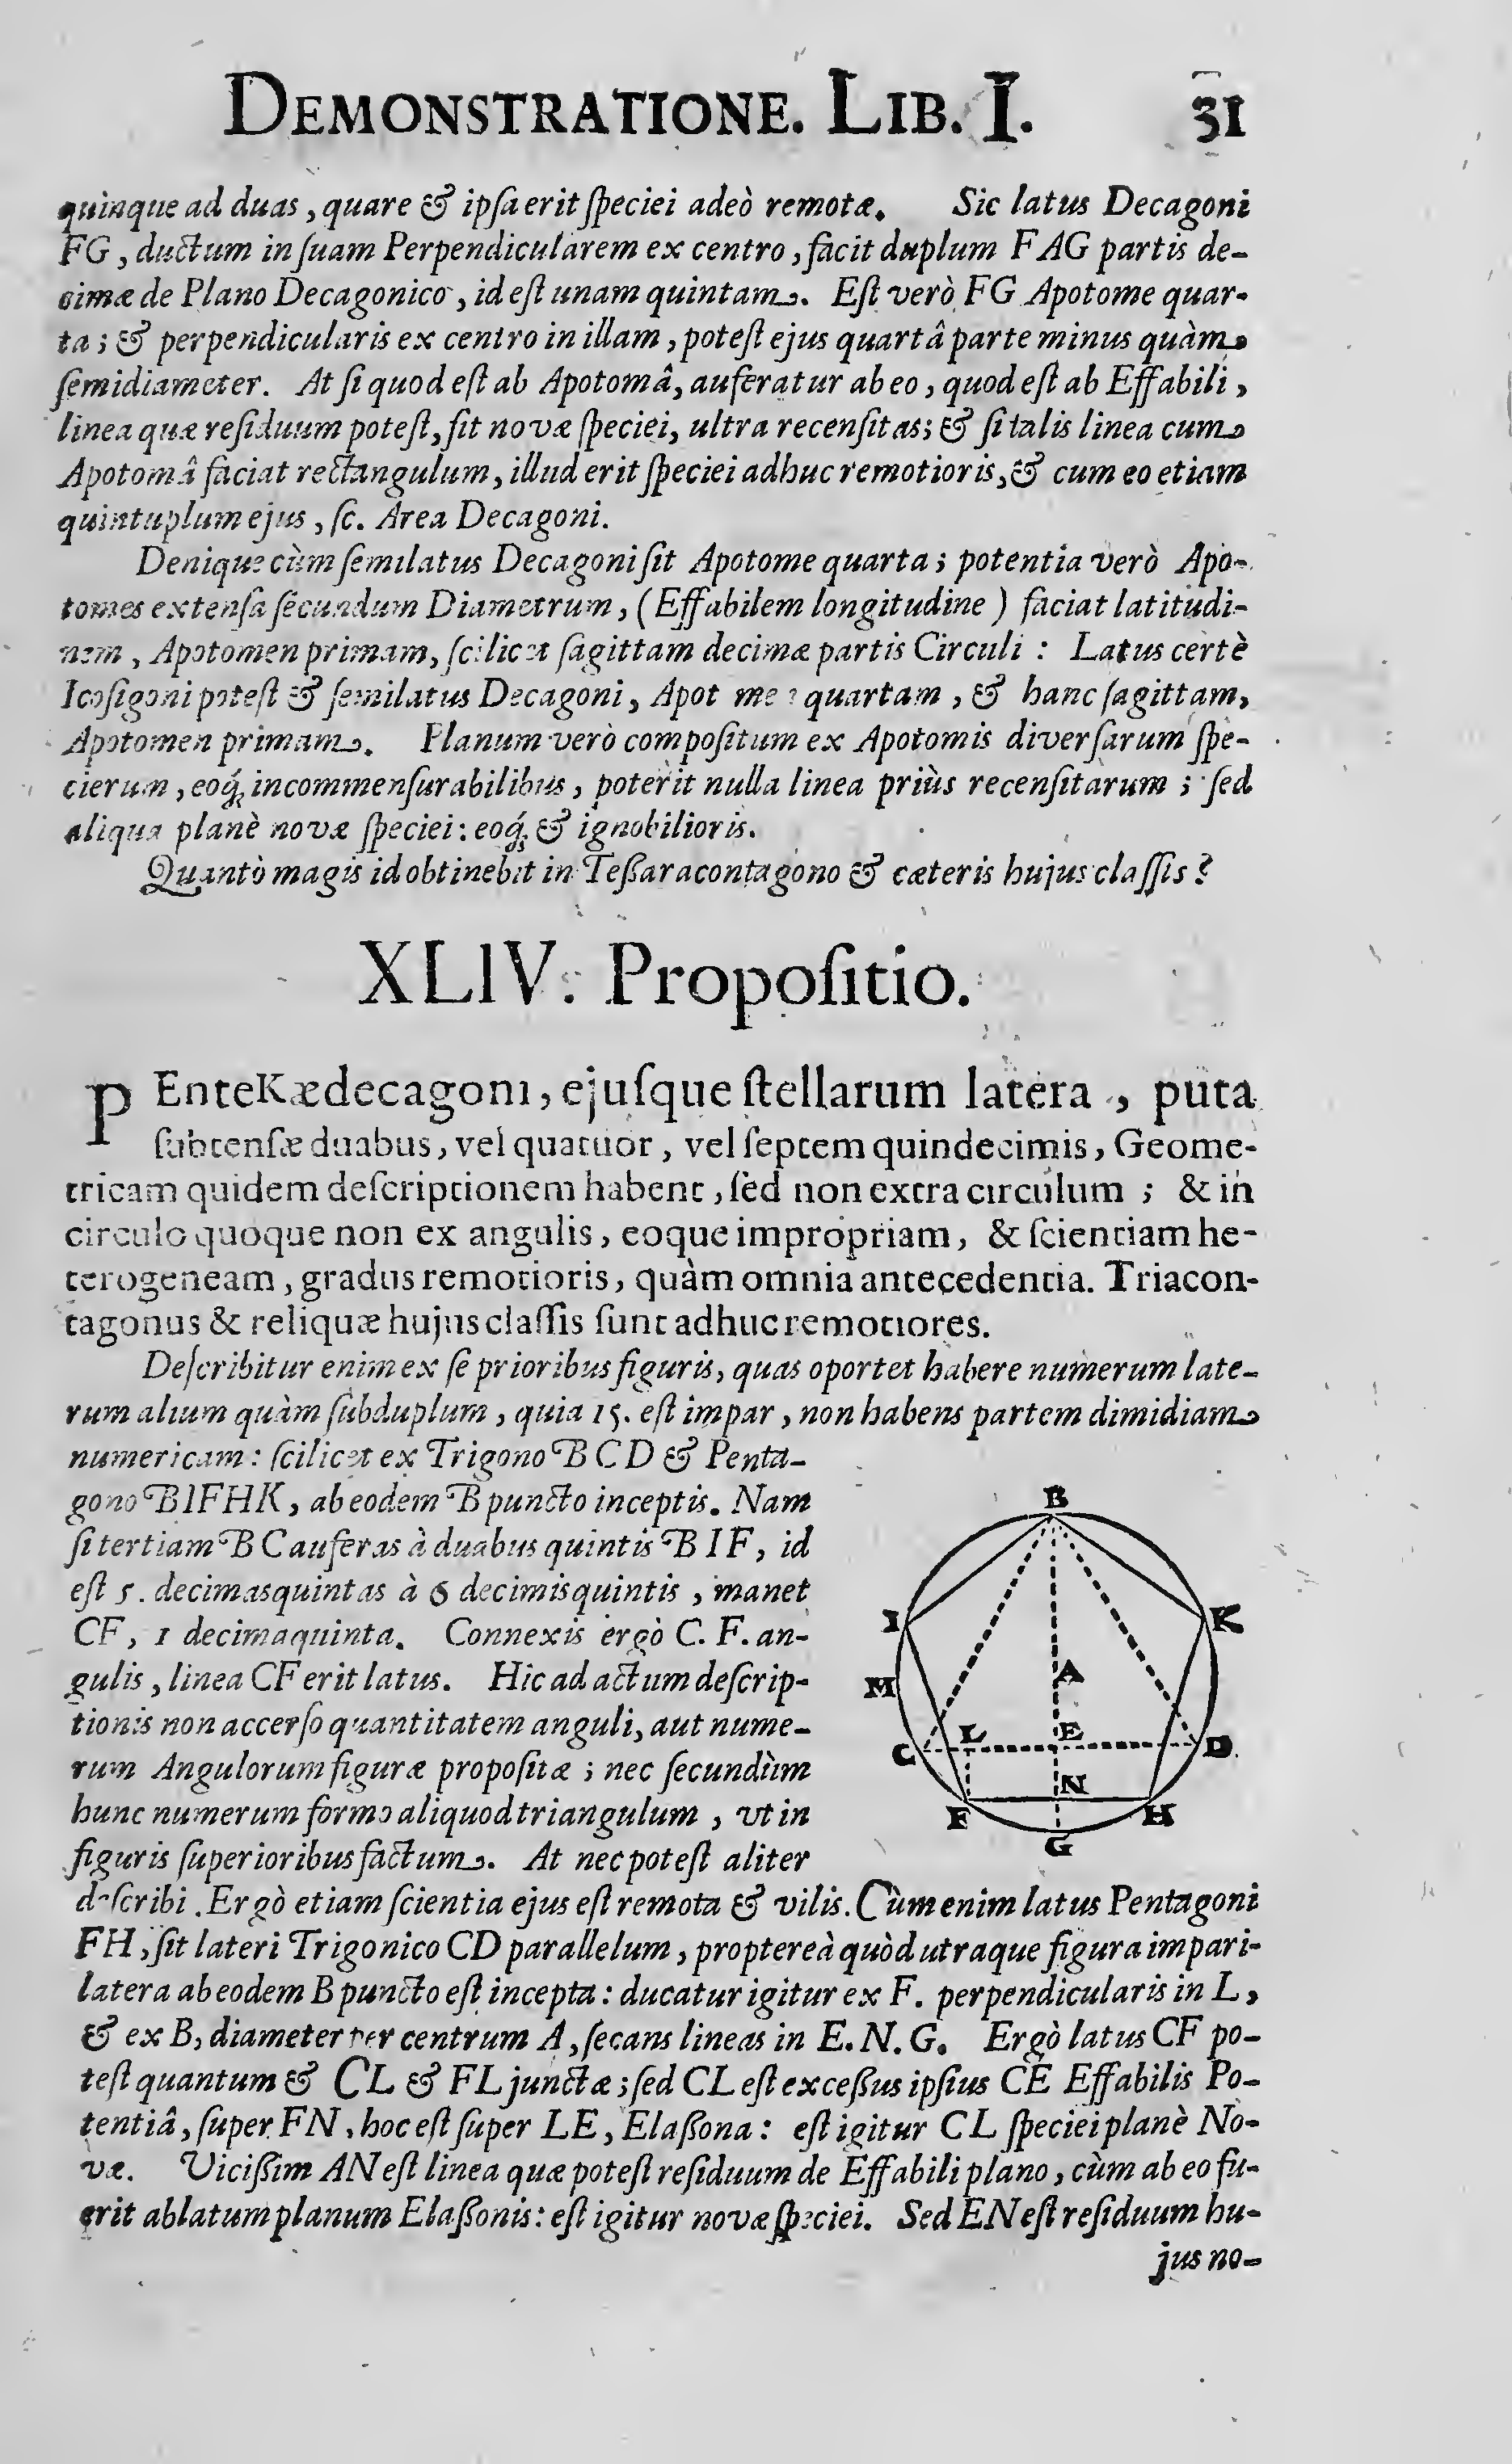 DEMONSTRATIONE. LIB. I. 31
quinque ad duas, quare & ipſa erit ſpeciei adeò remotæ. Sic latus Decagoni
FG, ductum in ſuam Perpendicularem ex centro, facit duplum FAG partis de-
cimæ de Plano Decagonico, id eſt unam quintam. Eſt verò FG Apotome quar-
ta; & perpendicularis ex centro in illam, poteſt ejus quartâ parte minus quàm
ſemidiameter. At ſi quod eſt ab Apotomâ, auferatur ab eo, quod eſt ab Effabili,
linea quæ reſiduum poteſt, fit novæ ſpeciei, ultra recenſitas; & ſi talis linea cum
Apotomâ faciat rectangulum, illud erit ſpeciei adhuc remotioris, & cum eo etiam
quintuplum ejus, ſc. Area Decagoni.
Denique cùm ſemilatus Decagoni ſit Apotome quarta; potentia verò Apo-
tomes extenſa ſecundum Diametrum, (Effabilem longitudine) faciat latitudi-
nem, Apotomen primam, ſcilicet ſagittam decimæ partis Circuli: Latus certè
Icoſigoni poteſt & ſemilatus Decagoni, Apotomen quartam, & hanc ſagittam,
Apotomen primam. Planum verò compoſitum ex Apotomis diverſarum ſpe-
cierum, eoq́; incommenſurabilibus, poterit nulla linea priùs recenſitarum; ſed
aliqua planè novæ ſpeciei: eoq́; & ignobilioris.
Quantò magis id obtinebit in Teßaracontagono & cæteris hujus claſſis?
XLIV. Propoſitio.
PEnteKædecagoni, ejuſque ſtellarum latera, puta
ſubtenſæ duabus, vel quatuor, vel ſeptem quindecimis, Geome-
tricam quidem deſcriptionem habent, ſed non extra circulum; & in
circulo quoque non ex angulis, eoque impropriam, & ſcientiam he-
terogeneam, gradus remotioris, quàm omnia antecedentia. Triacon-
tagonus & reliquæ hujus claſſis ſunt adhuc remotiores.
Deſcribitur enim ex ſe prioribus figuris, quas oportet habere numerum late-
rum alium quàm ſubduplum, quia 15. eſt impar, non habens partem dimidiam
numericam: ſcilicet ex Trigono BCD & Penta-
gono BIFHK, ab eodem B puncto inceptis. Nam
ſi tertiam BC auferas à duabus quintis BIF, id
eſt 5. decimasquintas à 6 decimisquintis, manet
CF, 1 decimaquinta. Connexis ergò C. F. an-
gulis, linea CF erit latus. Hic ad actum deſcrip-
tionis non accerſo quantitatem anguli, aut nume-
rum Angulorum figuræ propoſitæ; nec ſecundùm
hunc numerum formo aliquod triangulum, ut in
figuris ſuperioribus factum. At nec poteſt aliter
deſcribi. Ergò etiam ſcientia ejus eſt remota & vilis. Cùm enim latus Pentagoni
FH, ſit lateri Trigonico CD parallelum, proptereà quòd utraque figura impari-
latera ab eodem B puncto eſt incepta: ducatur igitur ex F. perpendicularis in L,
& ex B, diameter per centrum A, ſecans lineas in E. N. G. Ergò latus CF po-
teſt quantum & CL & FL junctæ; ſed CL eſt exceßus ipſius CE Effabilis Po-
tentiâ, ſuper FN, hoc eſt ſuper LE, Elaßona: eſt igitur CL ſpeciei planè No-
væ. Vicißim AN eſt linea quæ poteſt reſiduum de Effabili plano, cùm ab eo fu-
erit ablatum planum Elaßonis: eſt igitur novæ ſpeciei. Sed EN eſt reſiduum hu-
jus no-
B
I
K
M
A
L
E
C
D
N
F
H
G